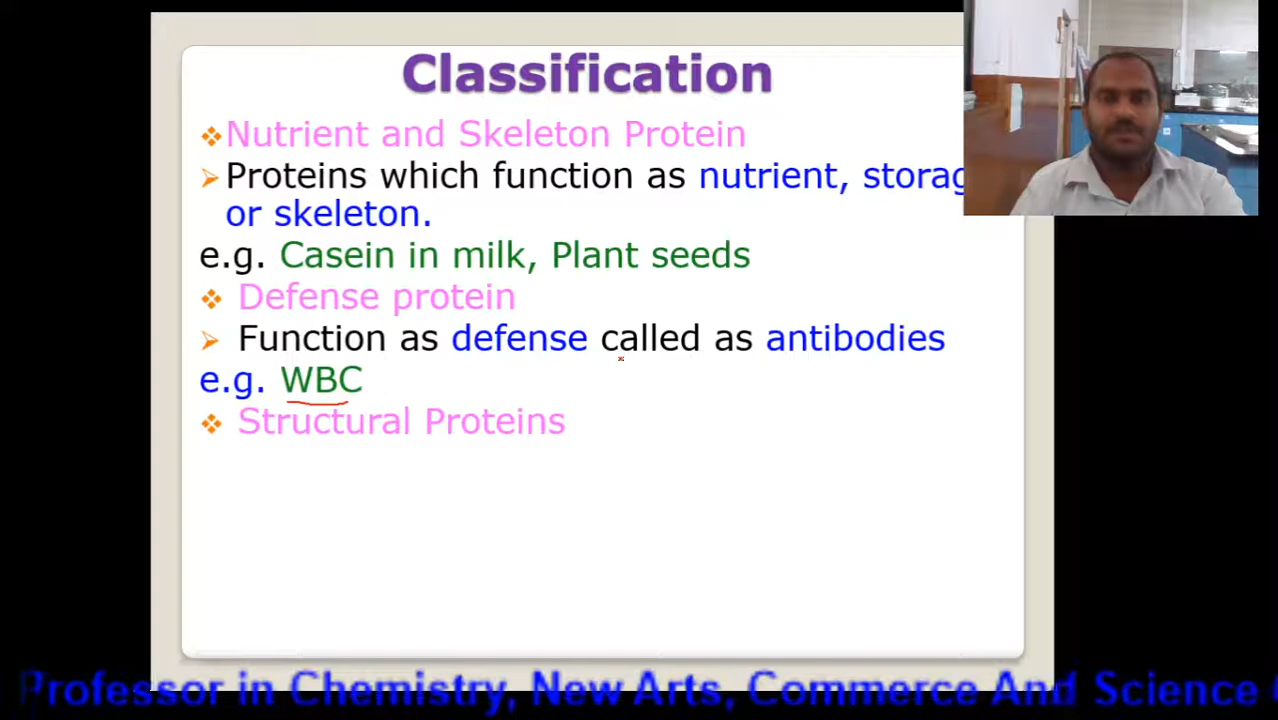 Classification
❖Nutrient and Skeleton Protein
➢Proteins which function as nutrient,
or skeleton.
e.g. Casein in milk, Plant seeds
❖ Defense protein
➢ Function as defense called as antibodies
e.g. WBC
❖ Structural Proteins
Professor in Chemistry, New Arts, Commerce And Science